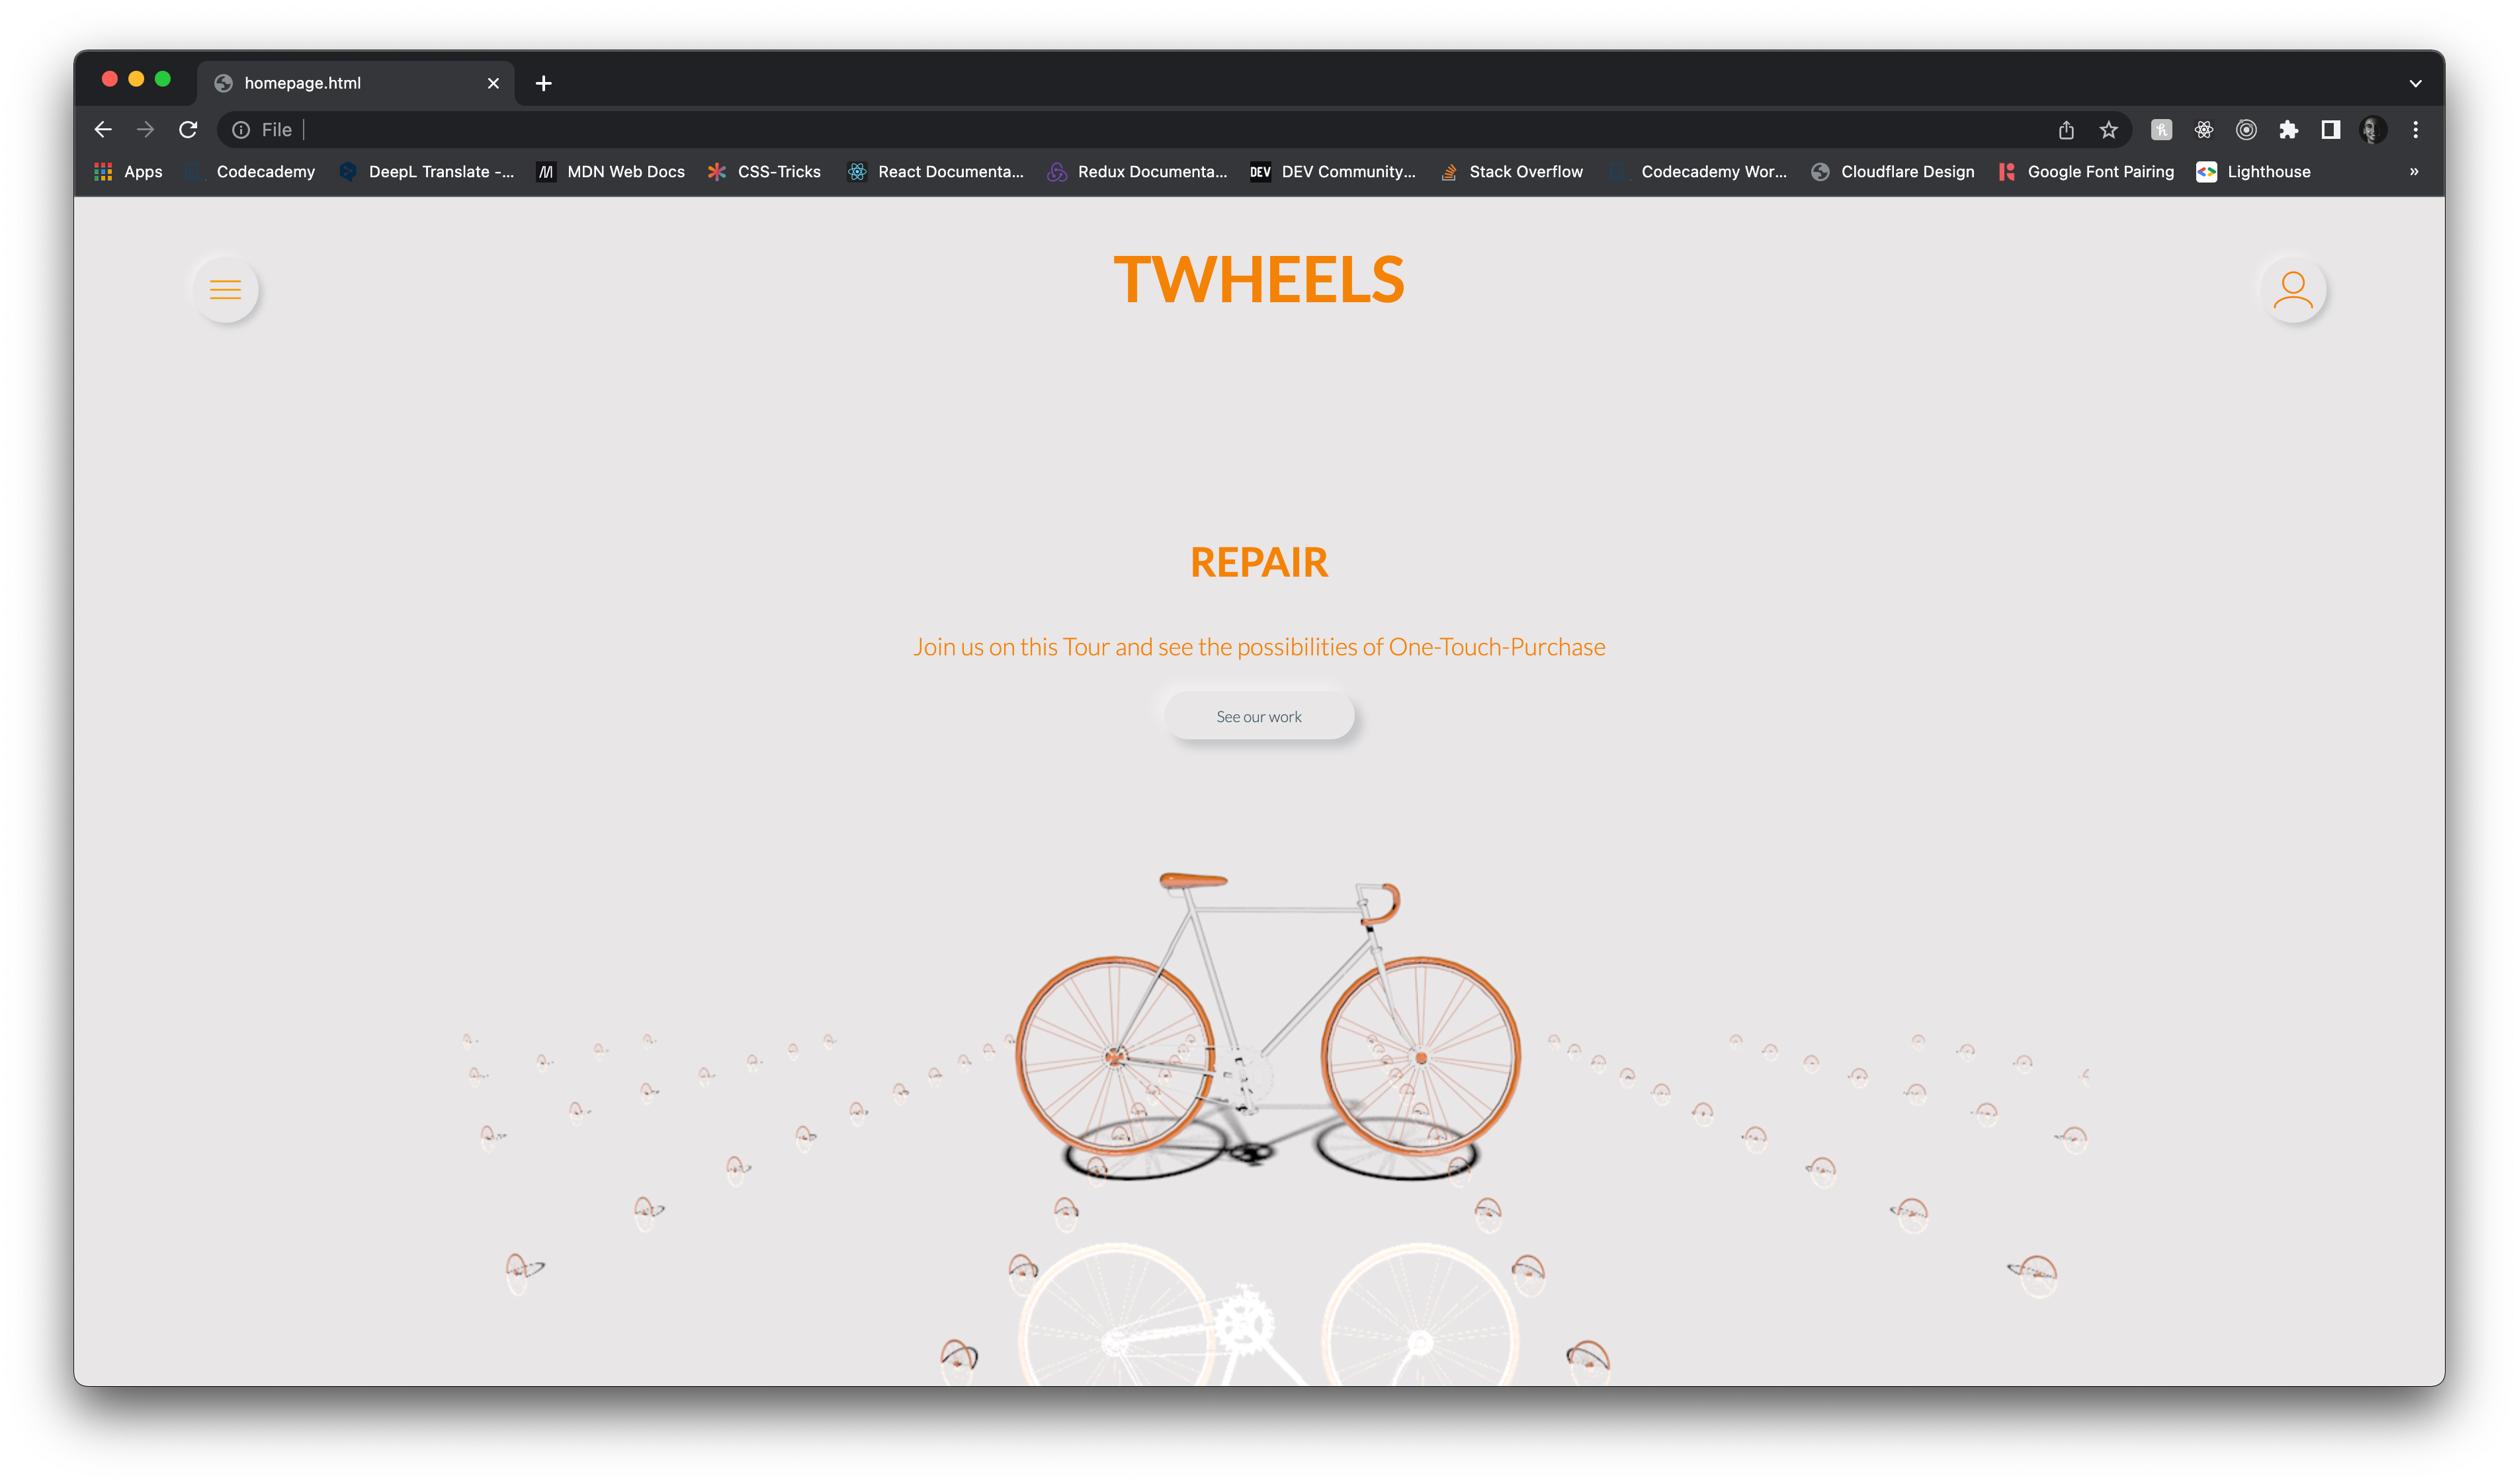 homepage.html
File
Apps
Codecademy
DeepL Translate -...
MDN Web Docs
CSS-Tricks
React Documenta...
Redux Documenta...
DEV
DEV Community...
Stack Overflow
Codecademy Wor...
Cloudflare Design
Google Font Pairing
Lighthouse
»
TWHEELS
REPAIR
Join us on this Tour and see the possibilities of One-Touch-Purchase
See our work